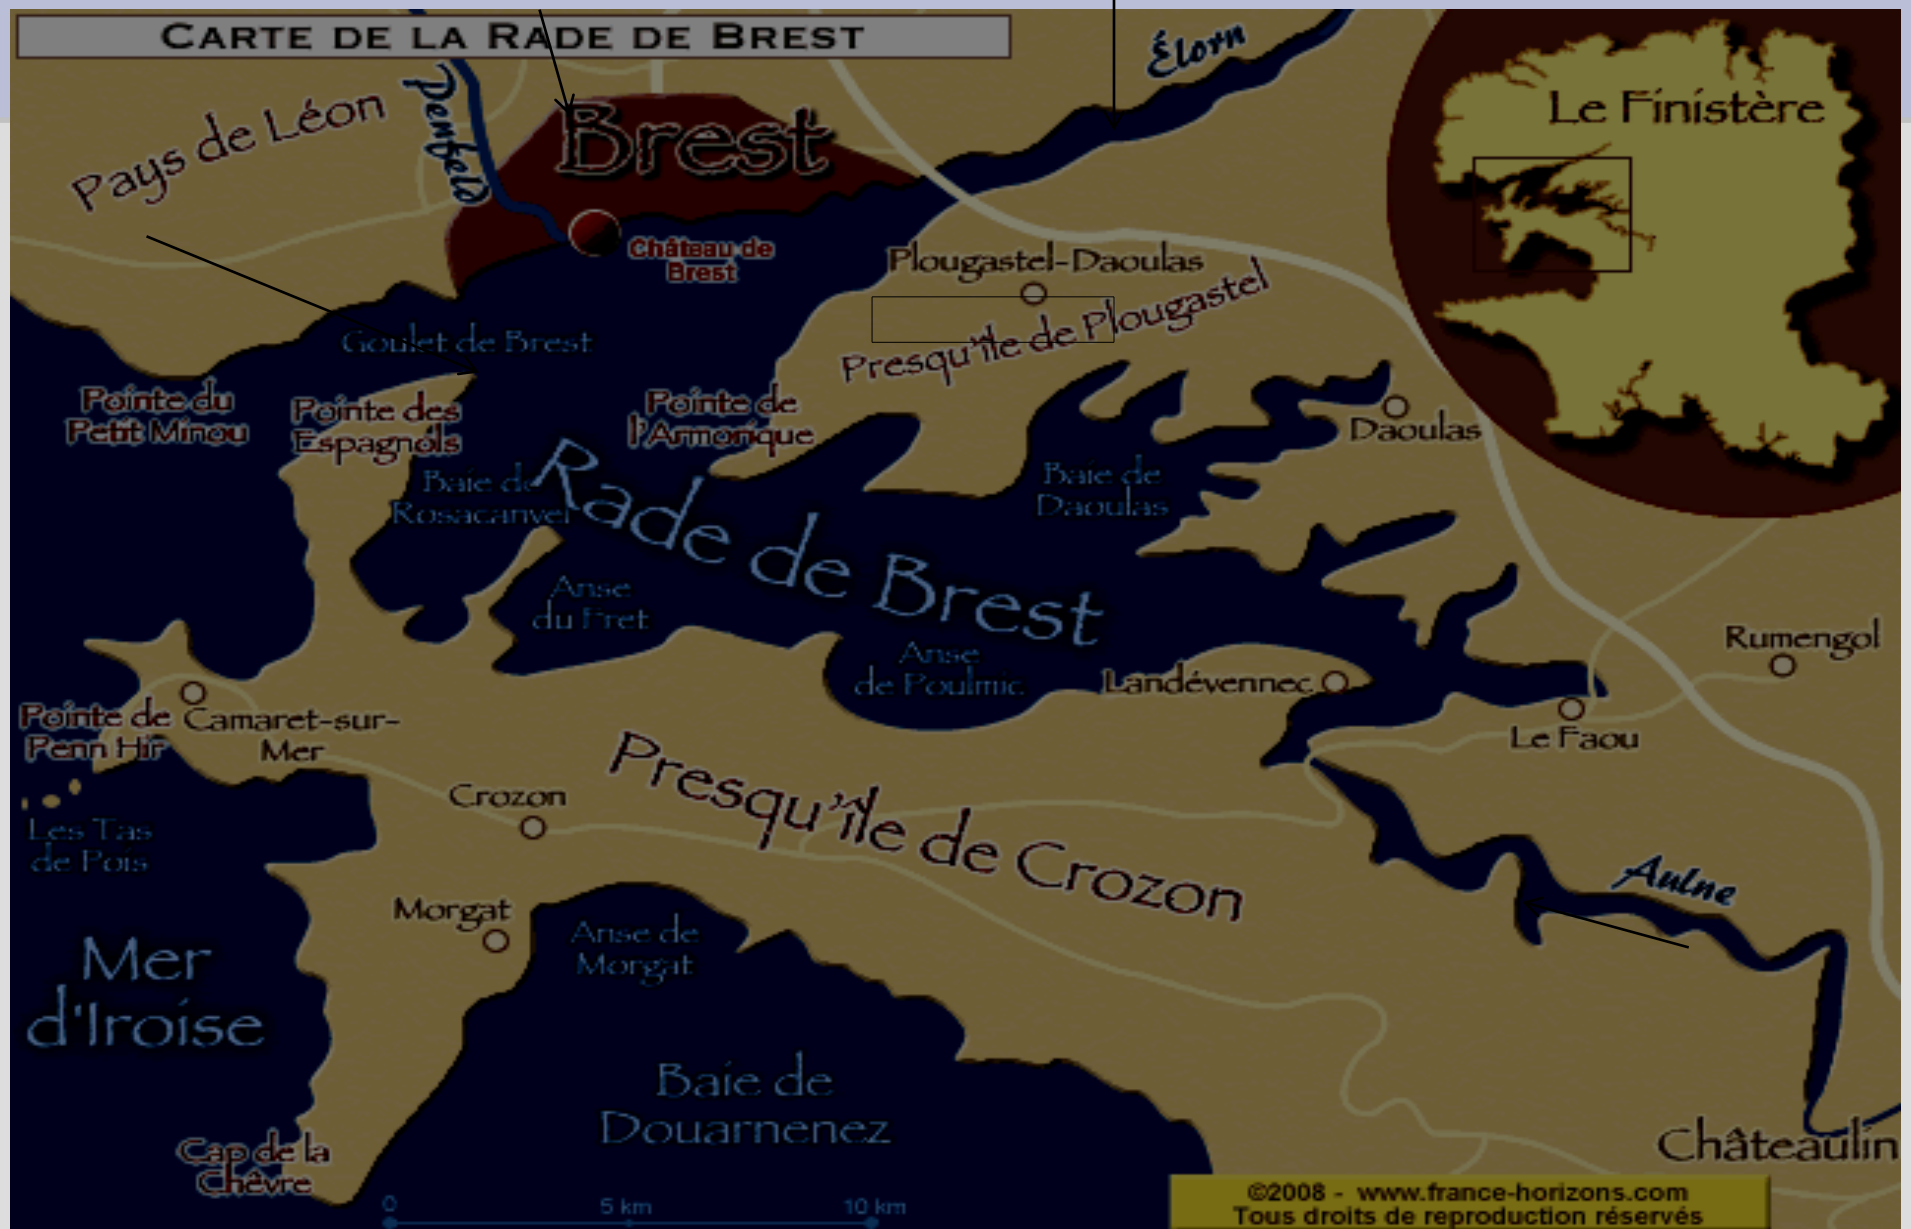 CARTE DE LA RADE DE BREST
Élorn
Le Finistère
Penfeld
Pays de Léon
Brest
Château de
Brest
Plougastel-Daoulas
Presqu'île de Plougastel
Goulet de Brest
Pointe du
Petit Minou
Pointe des
Espagnols
Pointe de
l'Armorique
Daoulas
Baie de
Rosacanvel
Rade de Brest
Baie de
Daoulas
Anse
du Fret
Anse
de Poulmic
Landévennec
Rumengol
Le Faou
Pointe de
Penn Hir
Camaret-sur-
Mer
Crozon
Presqu'île de Crozon
Les Tas
de Pois
Aulne
Morgat
Anse de
Morgat
Mer
d'Iroise
Baie de
Douarnenez
Cap de la
Chêvre
Châteaulin
0 5 km 10 km
©2008 - www.france-horizons.com
Tous droits de reproduction réservés